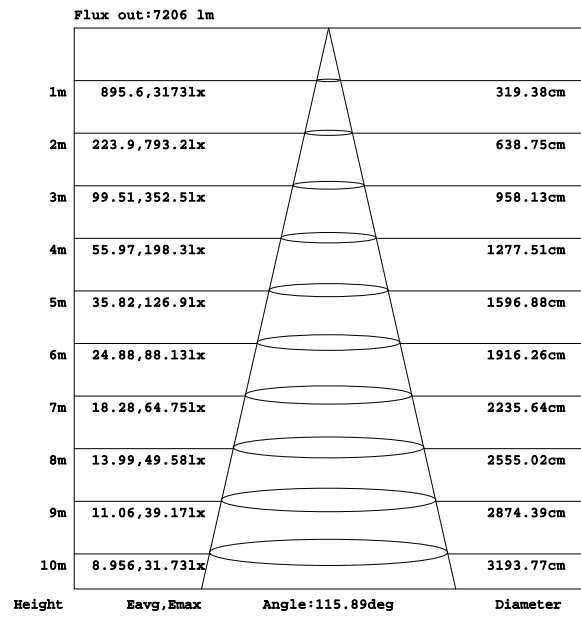 Flux out:7206 lm
1m 895.6,3173lx 319.38cm
2m 223.9,793.2lx 638.75cm
3m 99.51,352.5lx 958.13cm
4m 55.97,198.3lx 1277.51cm
5m 35.82,126.9lx 1596.88cm
6m 24.88,88.13lx 1916.26cm
7m 18.28,64.75lx 2235.64cm
8m 13.99,49.58lx 2555.02cm
9m 11.06,39.17lx 2874.39cm
10m 8.956,31.73lx 3193.77cm
Height Eavg,Emax Angle:115.89deg Diameter